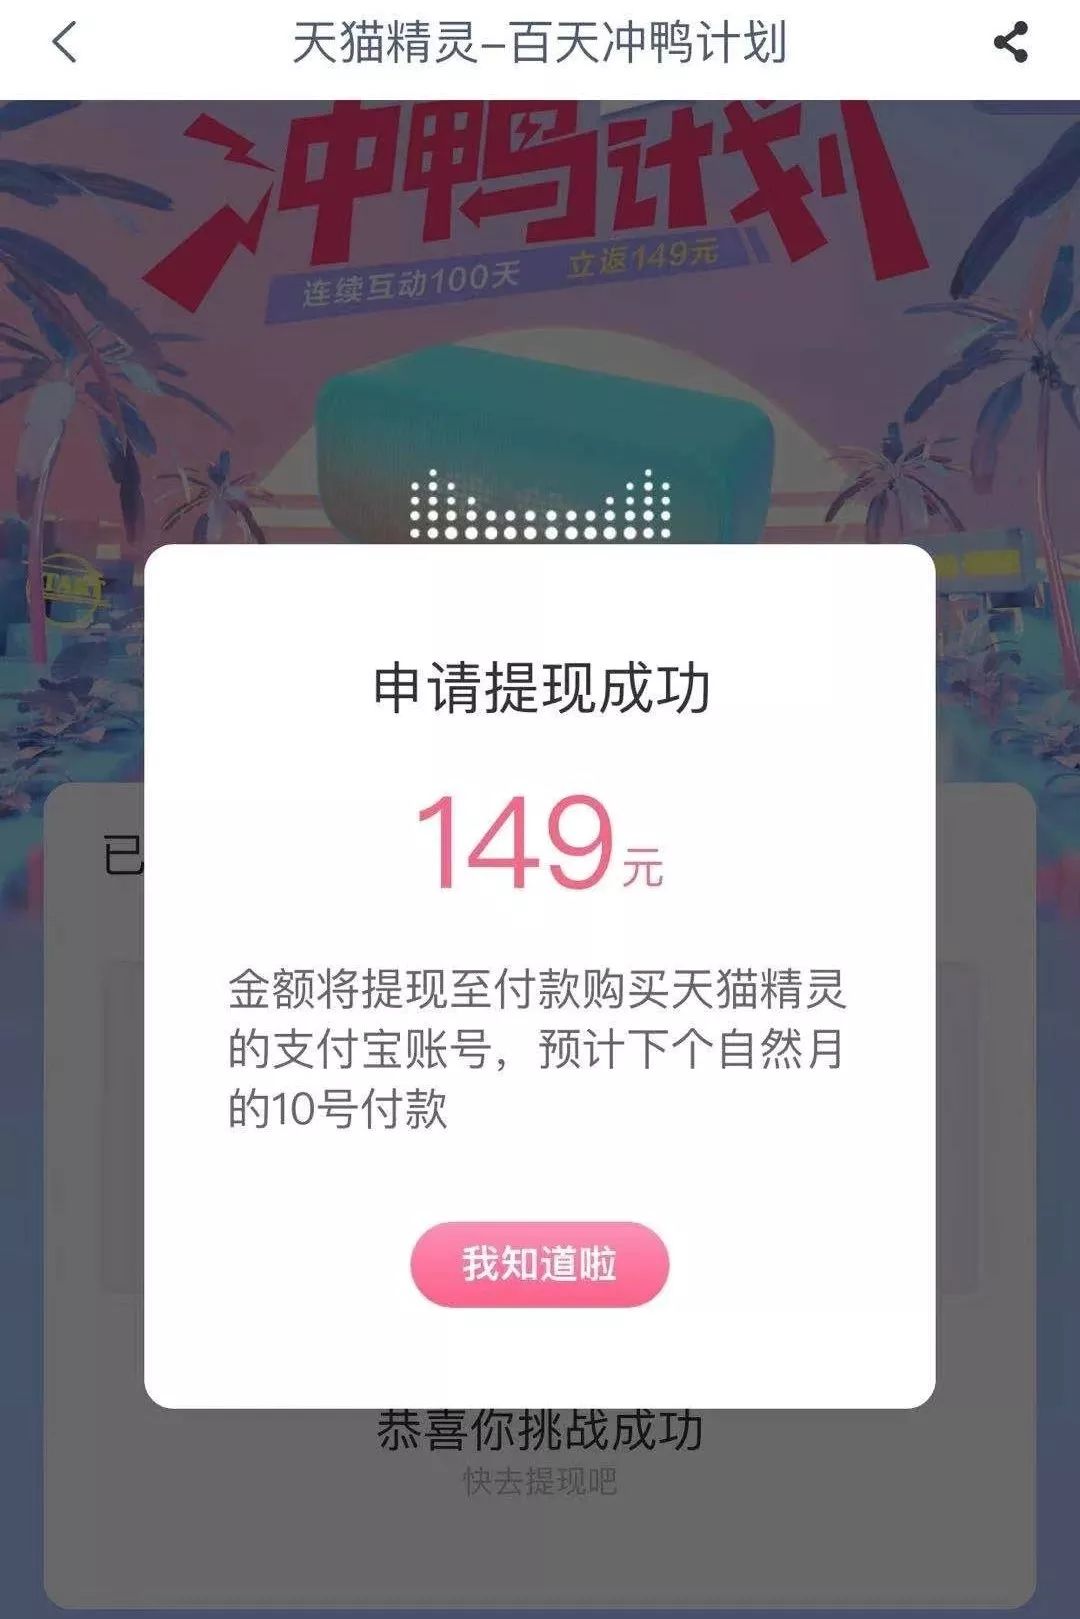 天猫精灵–百天冲鸭计划
冲鸭计划
连续互动100天 立返149元
申请提现成功
149元
已
金额将提现至付款购买天猫精灵
的支付宝账号，预计下个自然月
的10号付款
我知道啦
恭喜你挑战成功
快去提现吧